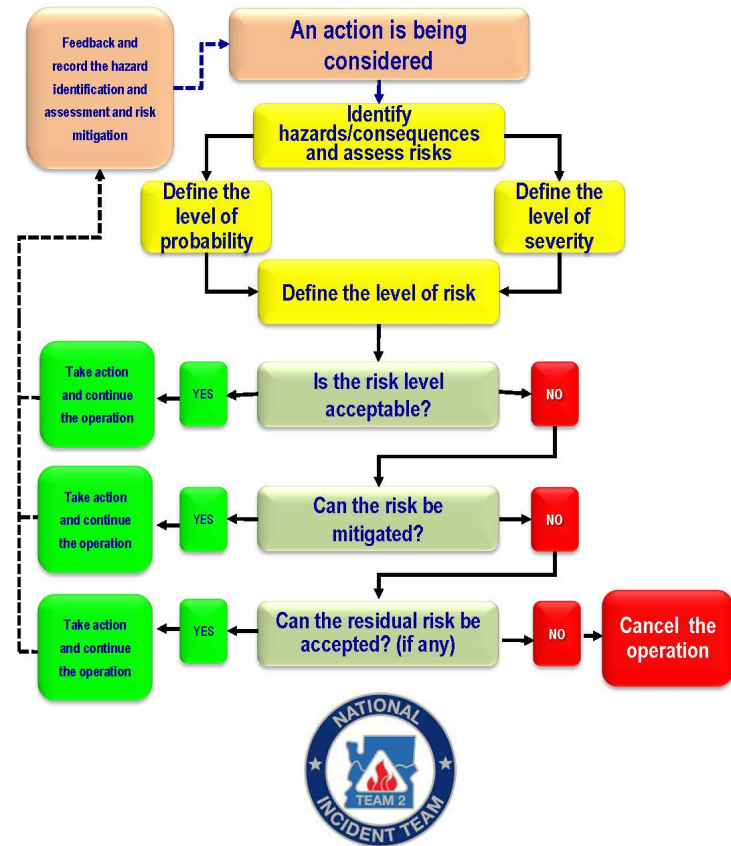 Feedback and
record the hazard
identification and
assessment and risk
mitigation
An action is being
considered
Identify
hazards/consequences
and assess risks
Define the
level of
probability
Define the
level of
severity
Define the level of risk
Take action
and continue
the operation
YES
Is the risk level
acceptable?
NO
Take action
and continue
the operation
YES
Can the risk be
mitigated?
NO
Take action
and continue
the operation
YES
Can the residual risk be
accepted? (if any)
NO
Cancel the
operation
NATIONAL
TEAM 2
INCIDENT TEAM